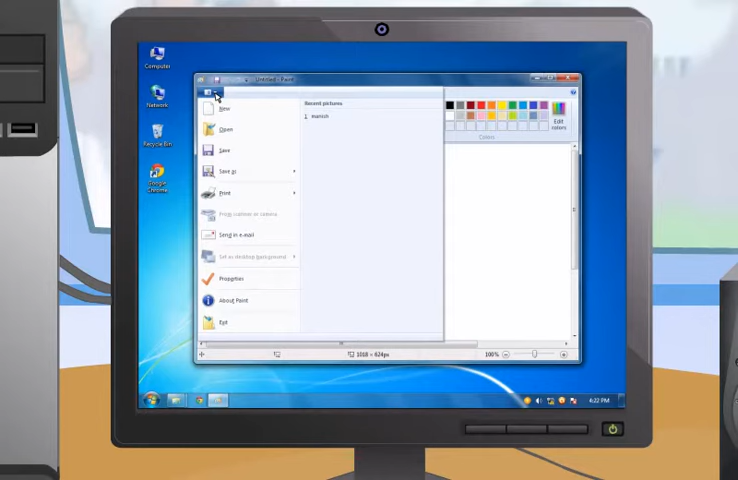 Computer
Network
Recycle Bin
Google
Chrome
Untitled - Paint
New
Open
Save
Save as
Print
From scanner or camera
Send in e-mail
Set as desktop background
Properties
About Paint
Exit
Recent pictures
1 manish
Edit
colors
Colors
1018 × 624px
100%
4:22 PM